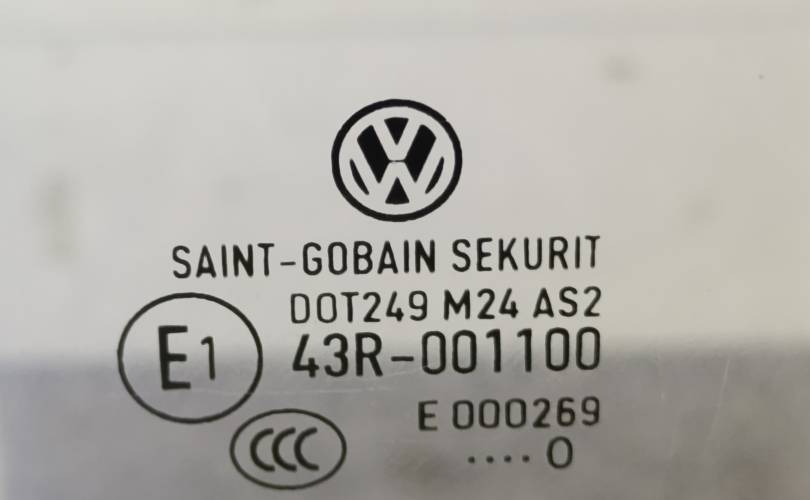 SAINT-GOBAIN SEKURIT
DOT249 M24 AS2
E1 43R-001100
E 000269
CCC
....0